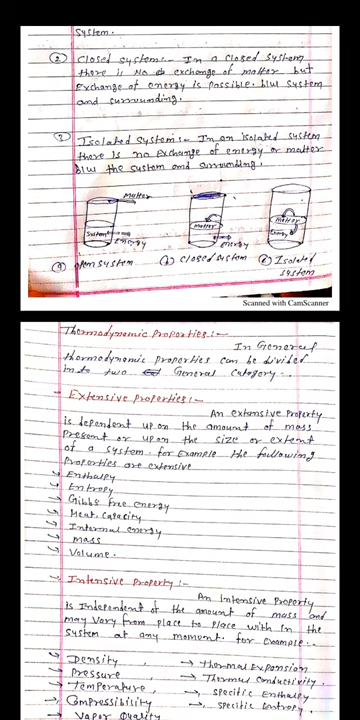 System.
② Closed system:- In a closed system
there is No exchange of matter but
Exchange of energy is possible. b/w system
and surrounding.
③ Isolated system:- In an isolated system
there is no Exchange of energy or matter
b/w the system and surrounding.
matter
System
Energy
matter
energy
matter
Energy
(a) open system
(b) closed system
(c) Isolated
system
Scanned with CamScanner
Thermodynamic Properties:-
In General
thormodynemic properties can be divided
in to two General Category..
Extensive Properties:-
An extensive Property
is dependent up on the amount of mass
Present or upon the size or extent
of a system. for Example the following
Properties are extensive
Enthalpy
Entropy
Gibbs free energy
Heat. Capacity
Internal energy
mass
Volume.
Intensive Property:-
An Intensive Property
is Independent of the amount of mass and
may Vary from place to place with in the
system at any moment. for example:-
Density, → thermal Expansion
Pressure, → Thermal Conductivity.
Temperature, → specific Enthalpy
Compressibility → specific Entropy.
Vapor Quality